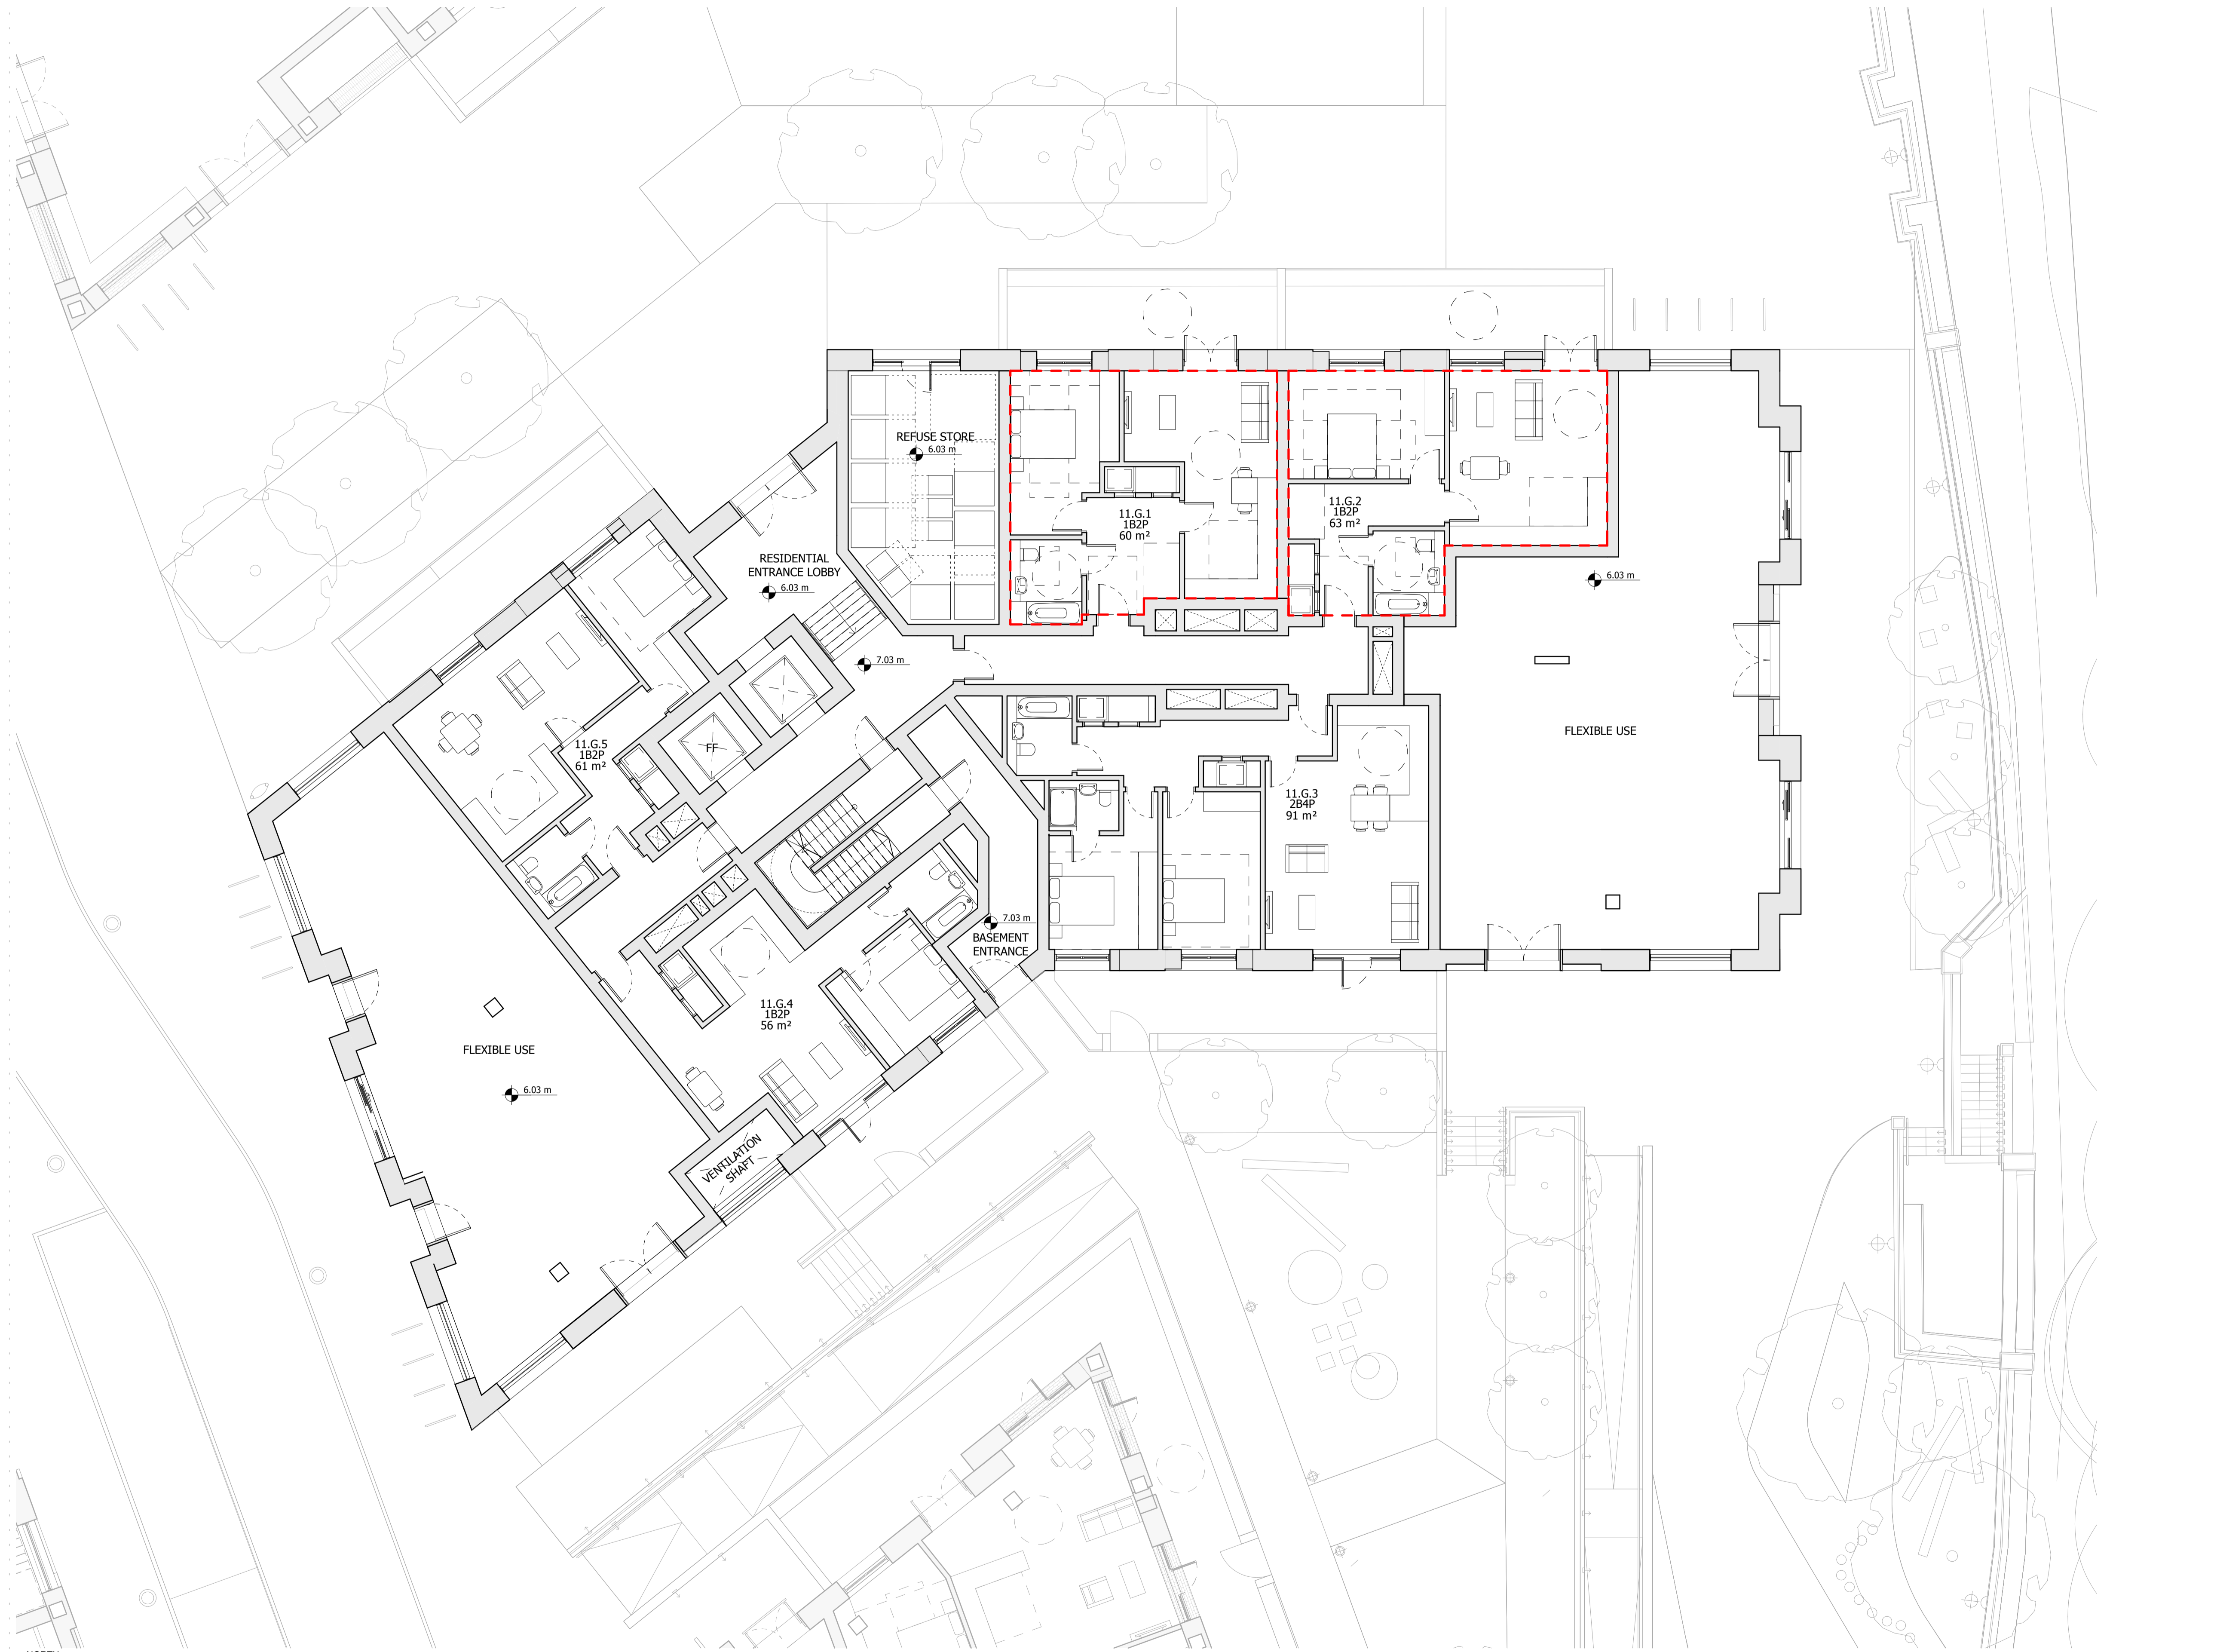 REFUSE STORE
6.03 m
11.G.1
1B2P
60 m²
11.G.2
1B2P
63 m²
RESIDENTIAL
ENTRANCE LOBBY
6.03 m
6.03 m
7.03 m
FLEXIBLE USE
11.G.5
1B2P
61 m²
FF
11.G.3
2B4P
91 m²
7.03 m
BASEMENT
ENTRANCE
11.G.4
1B2P
56 m²
FLEXIBLE USE
6.03 m
VENTILATION
SHAFT